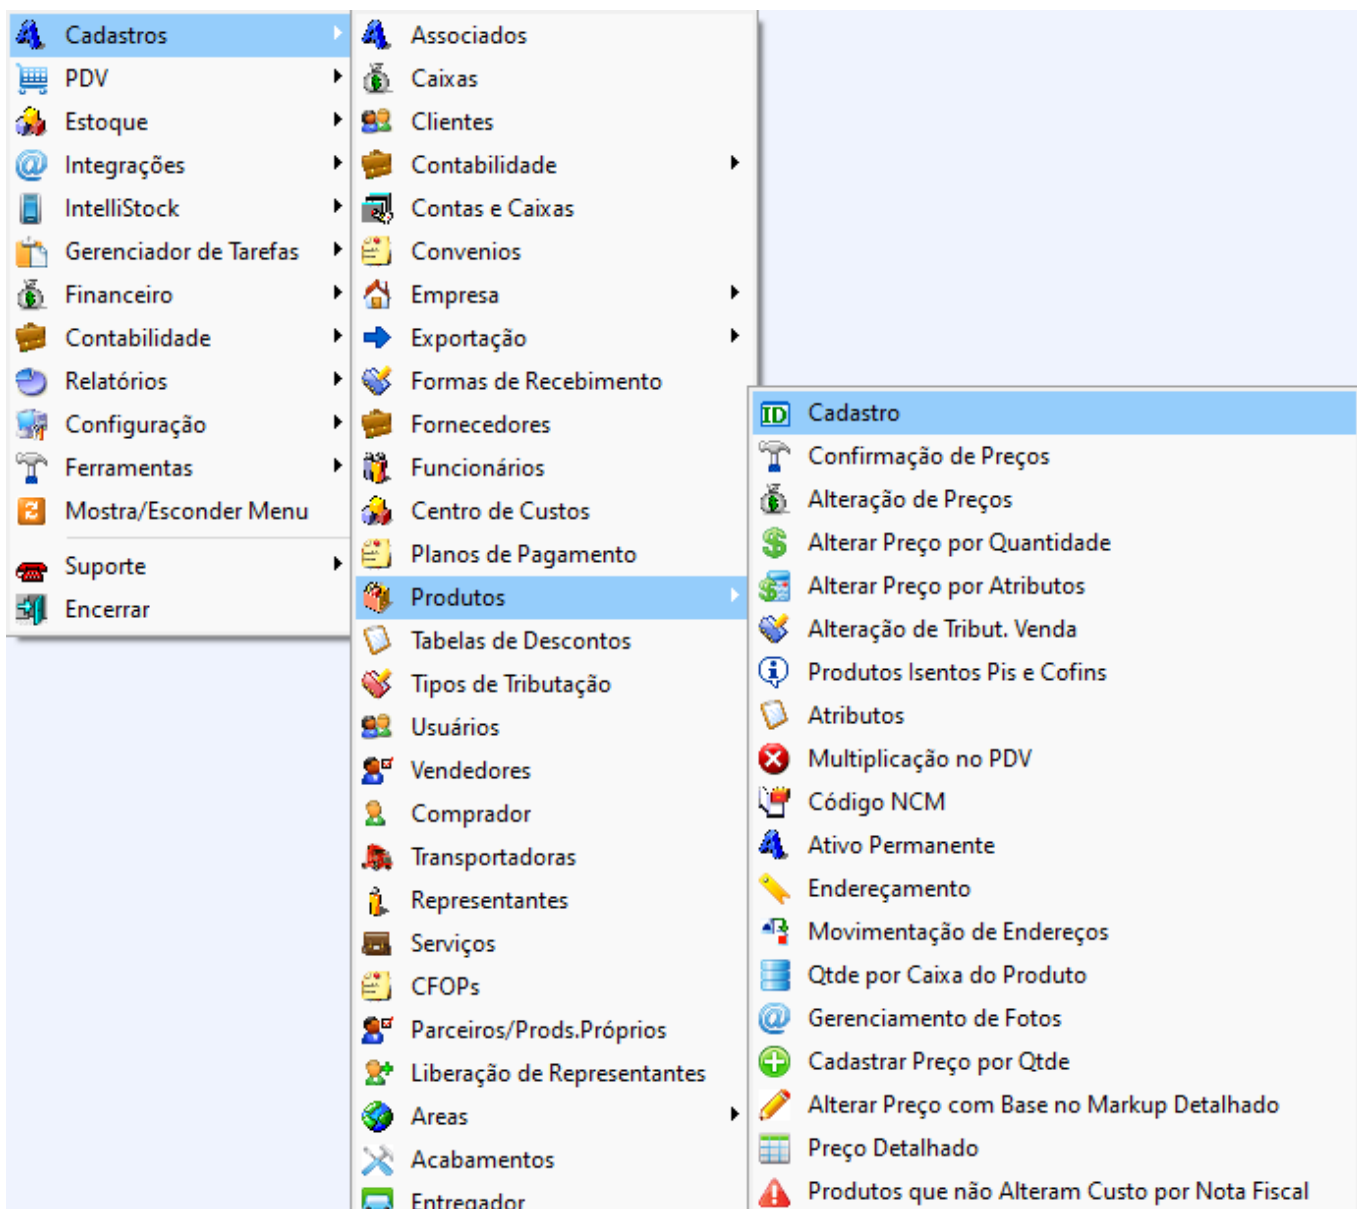 Cadastros
PDV
Estoque
Integrações
IntelliStock
Gerenciador de Tarefas
Financeiro
Contabilidade
Relatórios
Configuração
Ferramentas
Mostra/Esconder Menu
Suporte
Encerrar
Associados
Caixas
Clientes
Contabilidade
Contas e Caixas
Convenios
Empresa
Exportação
Formas de Recebimento
Fornecedores
Funcionários
Centro de Custos
Planos de Pagamento
Produtos
Tabelas de Descontos
Tipos de Tributação
Usuários
Vendedores
Comprador
Transportadoras
Representantes
Serviços
CFOPs
Parceiros/Prods.Próprios
Liberação de Representantes
Areas
Acabamentos
Entregador
ID Cadastro
Confirmação de Preços
Alteração de Preços
Alterar Preço por Quantidade
Alterar Preço por Atributos
Alteração de Tribut. Venda
Produtos Isentos Pis e Cofins
Atributos
Multiplicação no PDV
Código NCM
Ativo Permanente
Endereçamento
Movimentação de Endereços
Qtde por Caixa do Produto
Gerenciamento de Fotos
Cadastrar Preço por Qtde
Alterar Preço com Base no Markup Detalhado
Preço Detalhado
Produtos que não Alteram Custo por Nota Fiscal